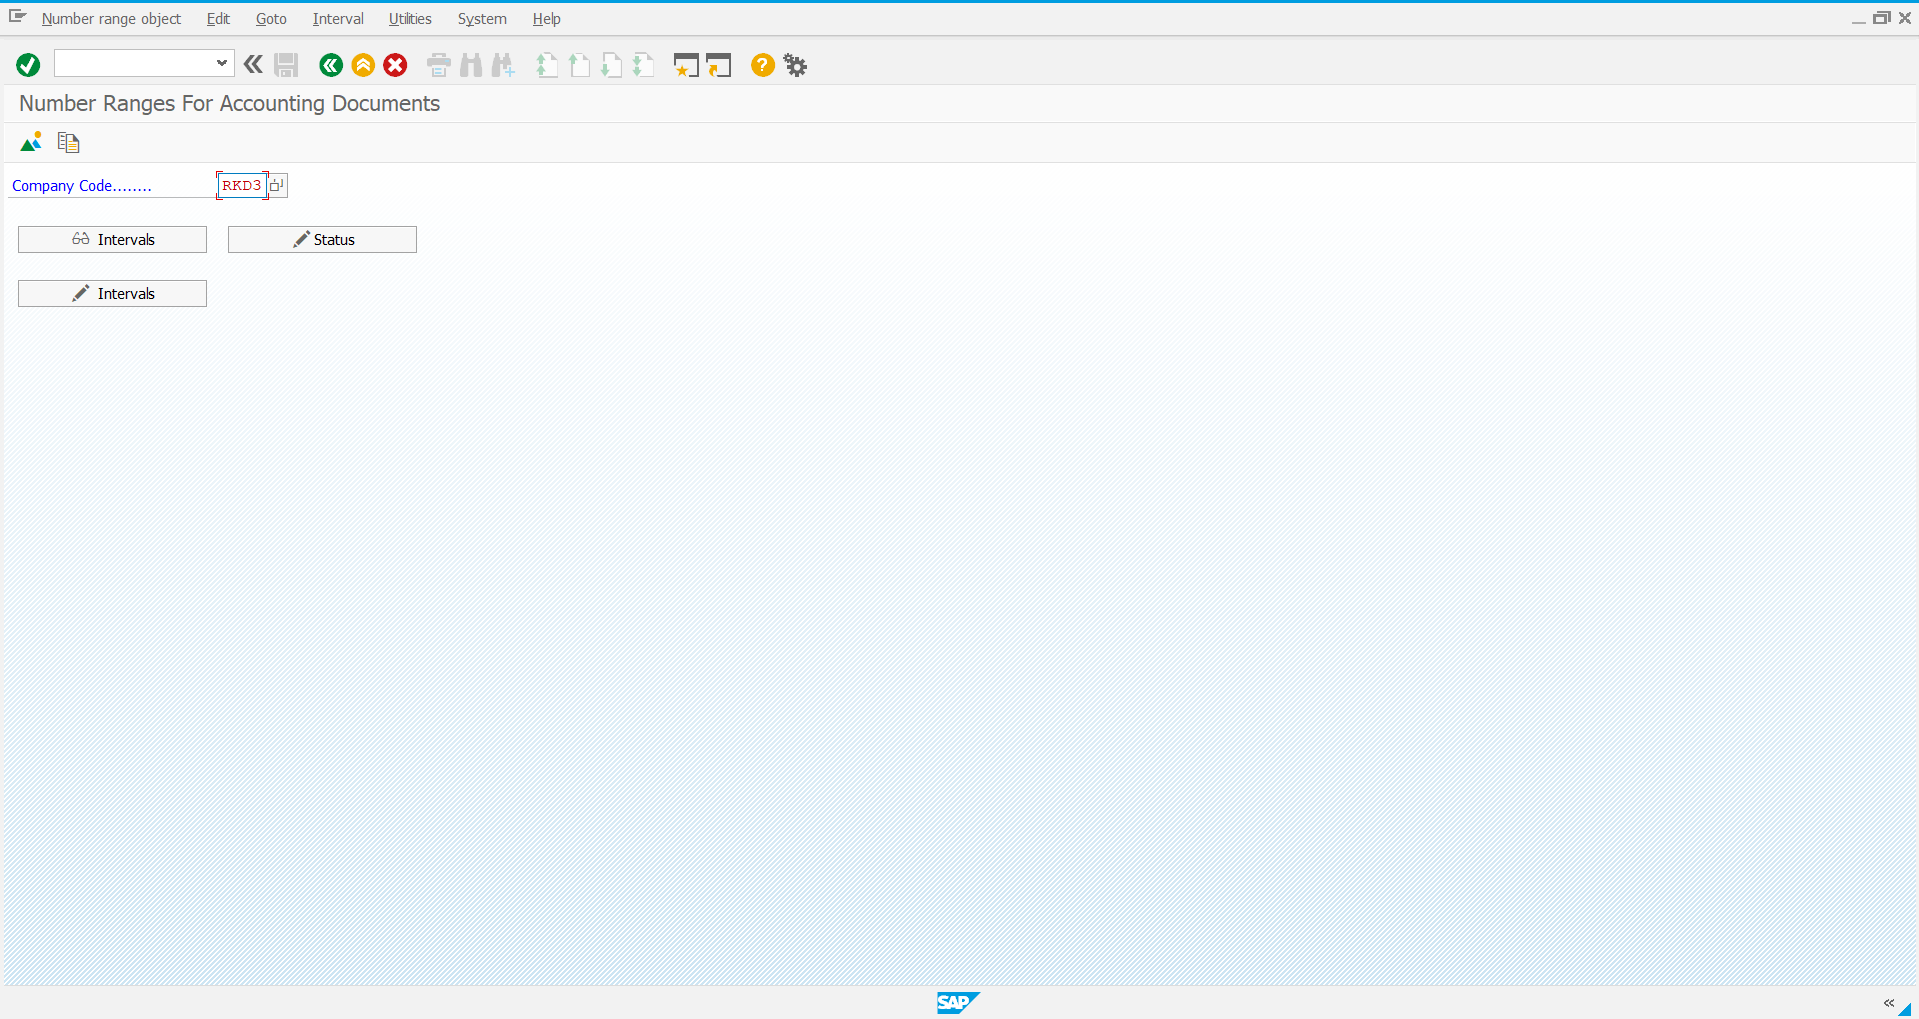 Number range object Edit Goto Interval Utilities System Help
Number Ranges For Accounting Documents
Company Code........ RKD3
Intervals Status
Intervals
SAP